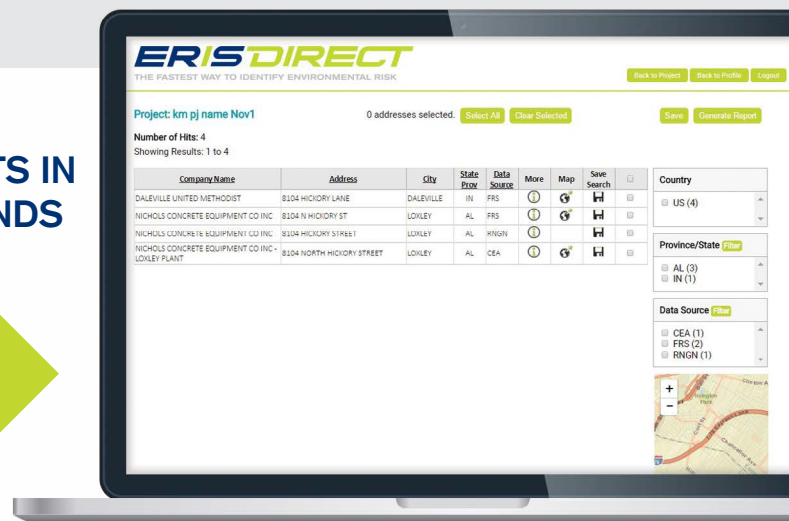 TS IN
NDS
ERISDIRECT
THE FASTEST WAY TO IDENTIFY ENVIRONMENTAL RISK
Back to Project Back to Profile Logout
Project: km pj name Nov1 0 addresses selected. Select All Clear Selected Save Generate Report
Number of Hits: 4
Showing Results: 1 to 4
Company Name Address City State Prov Data Source More Map Save Search
DALEVILLE UNITED METHODIST 8104 HICKORY LANE DALEVILLE IN FRS
NICHOLS CONCRETE EQUIPMENT CO INC 8104 N HICKORY ST LOXLEY AL FRS
NICHOLS CONCRETE EQUIPMENT CO INC 8104 HICKORY STREET LOXLEY AL RNGN
NICHOLS CONCRETE EQUIPMENT CO INC - LOXLEY PLANT 8104 NORTH HICKORY STREET LOXLEY AL CEA
Country
US (4)
Province/State Filter
AL (3)
IN (1)
Data Source Filter
CEA (1)
FRS (2)
RNGN (1)
+
-
Park
Chancellor Ave